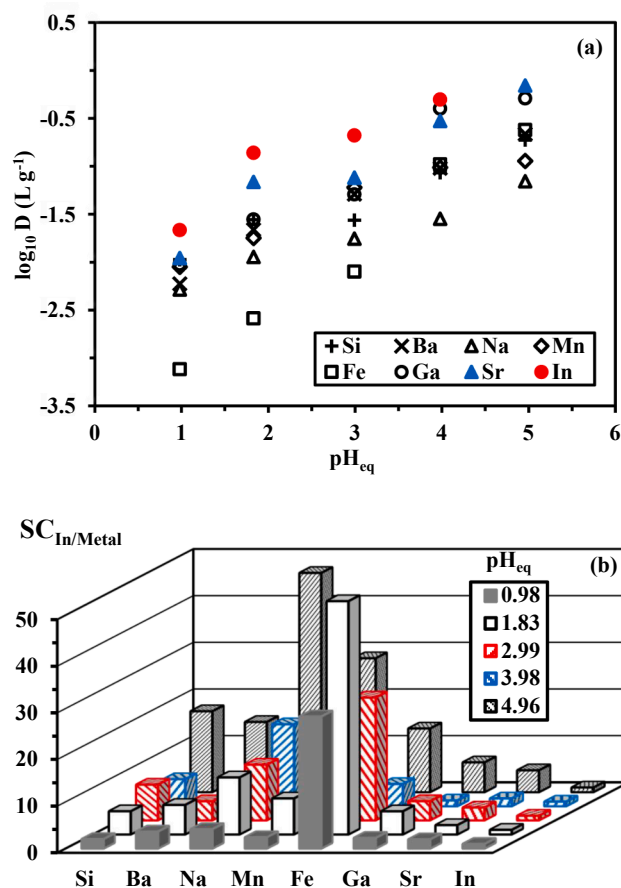 0.5
(a)
-0.5
-1.5
-2.5
-3.5
log10 D (L g-1)
Si Ba Na Mn
Fe Ga Sr In
0 1 2 3 4 5 6
pHeq
SCIn/Metal
pHeq
(b)
0.98
1.83
2.99
3.98
4.96
50
40
30
20
10
0
Si Ba Na Mn Fe Ga Sr In